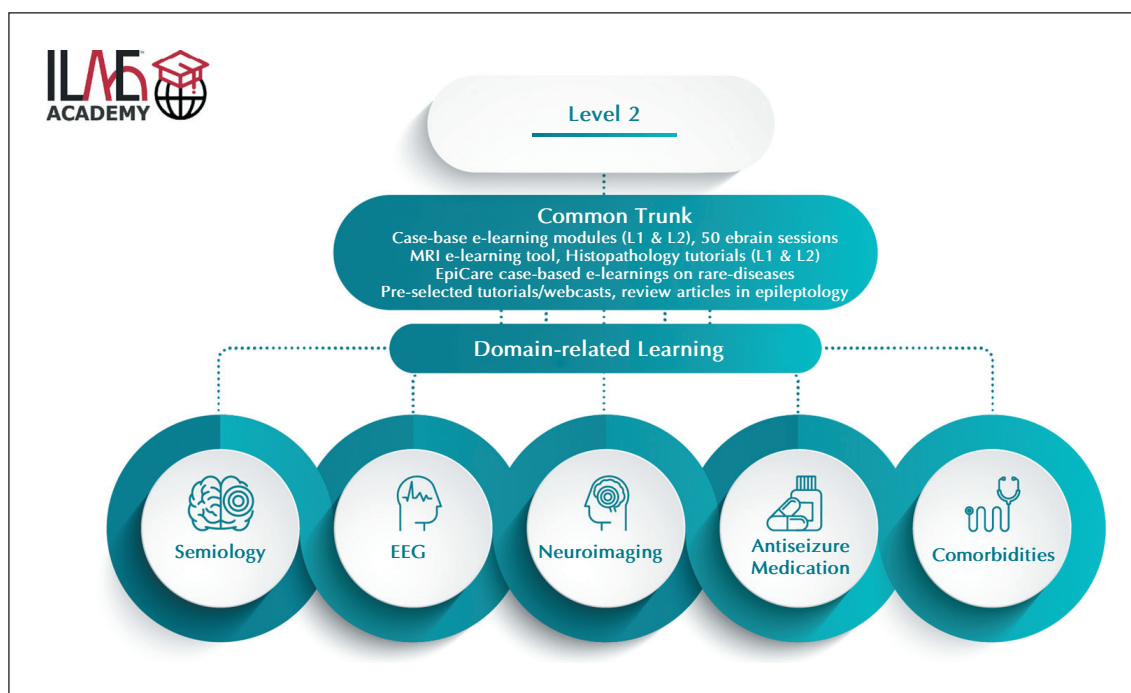 ILAE
ACADEMY
Level 2
Common Trunk
Case-base e-learning modules (L1 & L2), 50 ebrain sessions
MRI e-learning tool, Histopathology tutorials (L1 & L2)
EpiCare case-based e-learnings on rare-diseases
Pre-selected tutorials/webcasts, review articles in epileptology
Domain-related Learning
Semiology
EEG
Neuroimaging
Antiseizure
Medication
Comorbidities